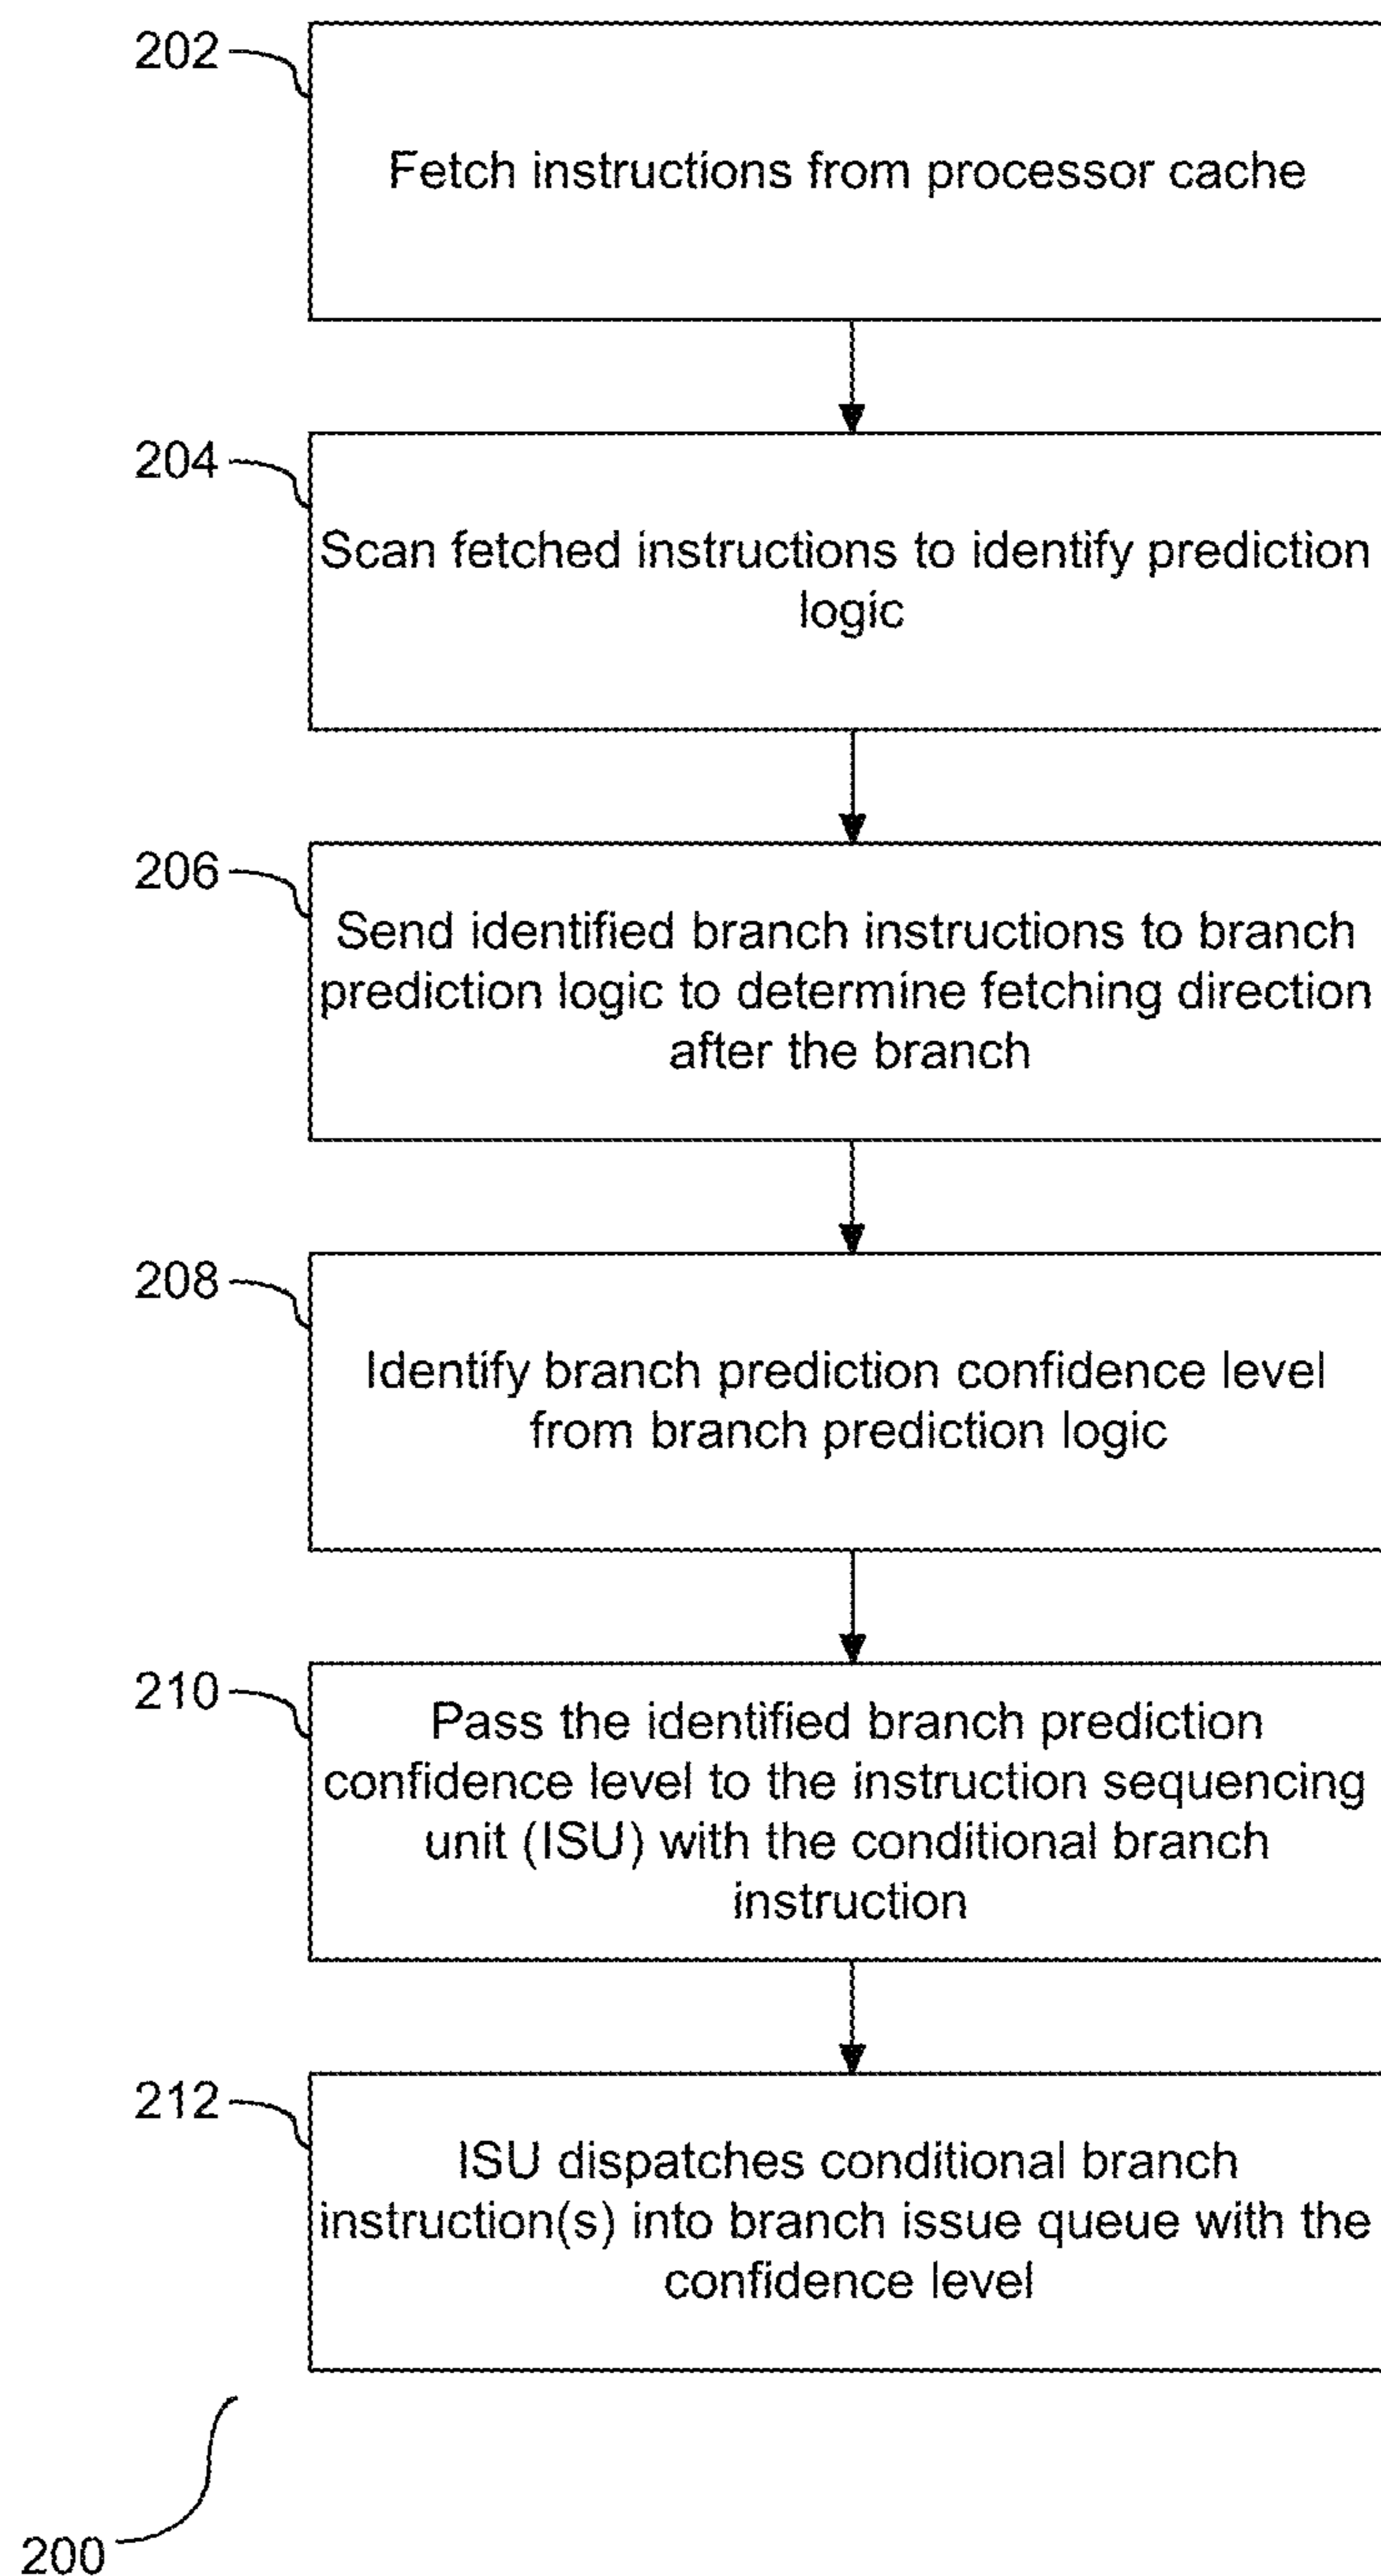 202
Fetch instructions from processor cache
204
Scan fetched instructions to identify prediction
logic
206
Send identified branch instructions to branch
prediction logic to determine fetching direction
after the branch
208
Identify branch prediction confidence level
from branch prediction logic
210
Pass the identified branch prediction
confidence level to the instruction sequencing
unit (ISU) with the conditional branch
instruction
212
ISU dispatches conditional branch
instruction(s) into branch issue queue with the
confidence level
200